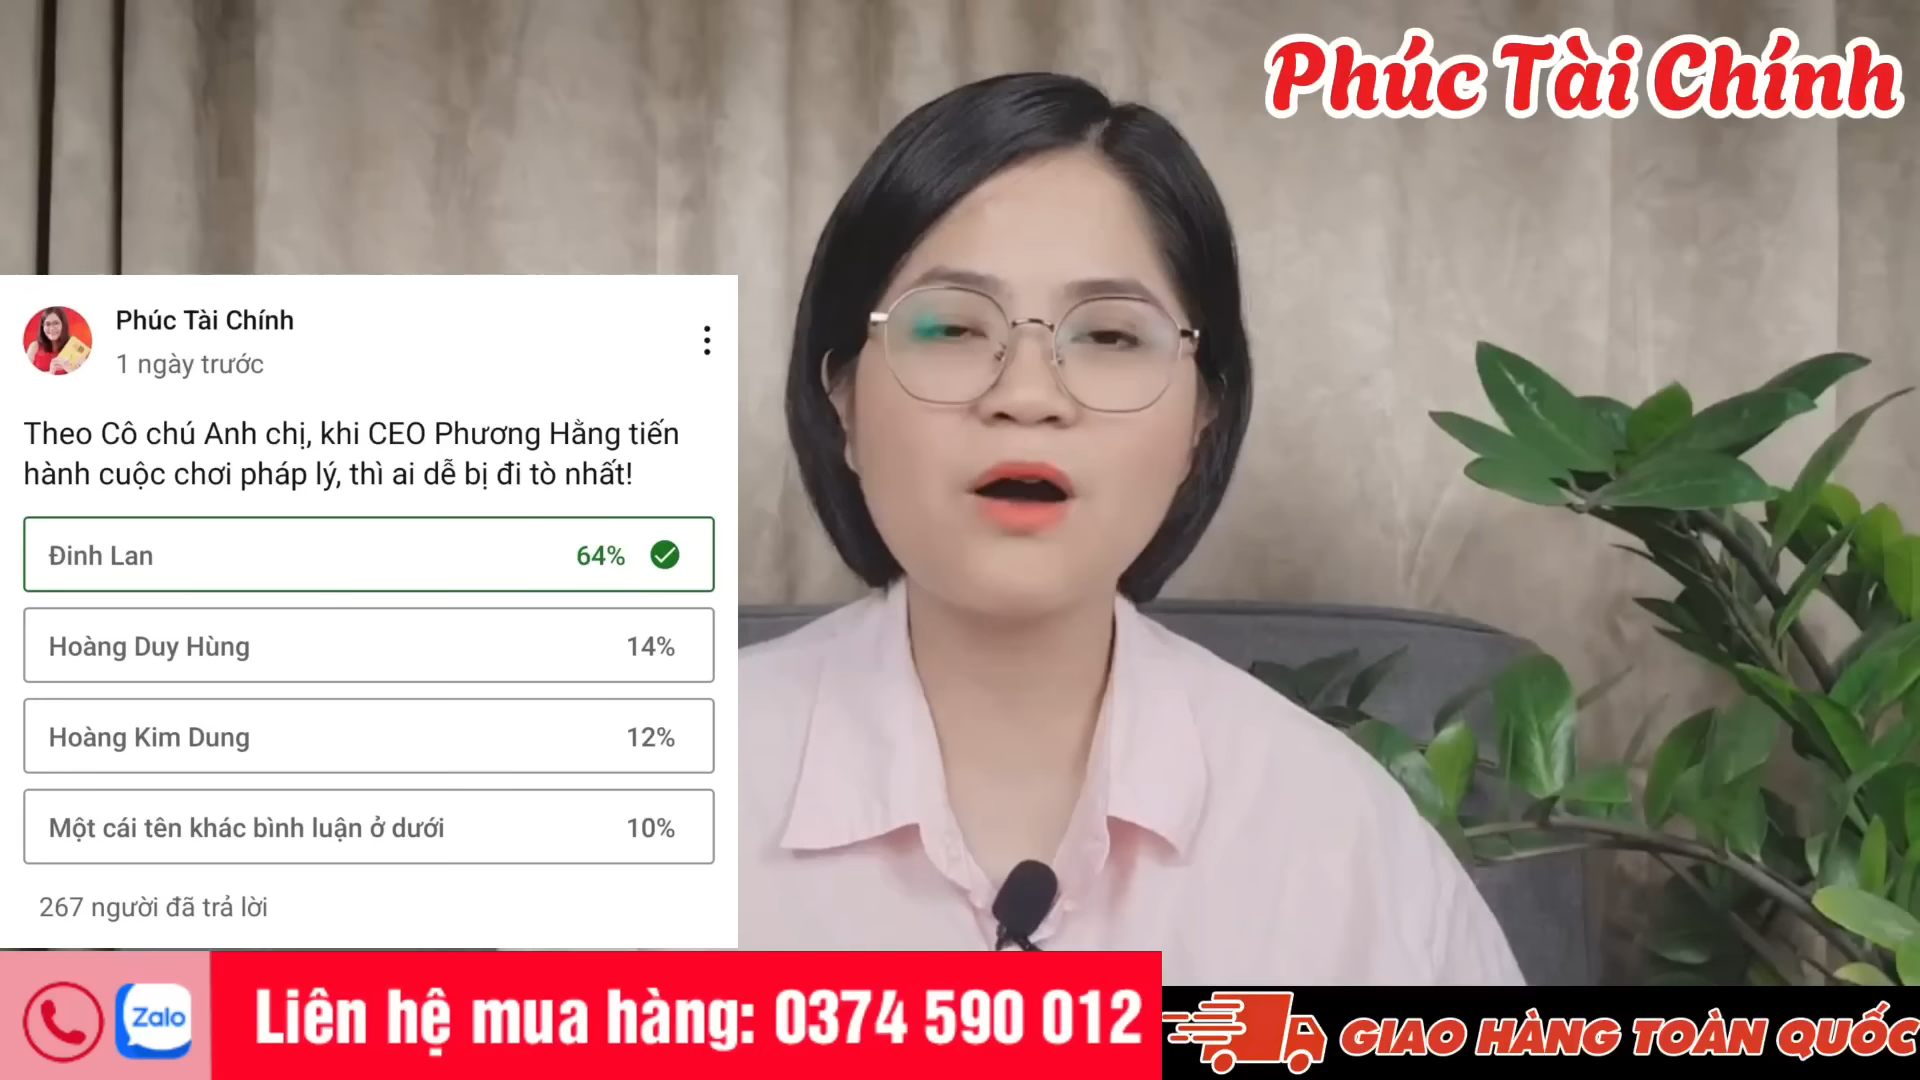 Phúc Tài Chính
Phúc Tài Chính
1 ngày trước
Theo Cô chú Anh chị, khi CEO Phương Hằng tiến
hành cuộc chơi pháp lý, thì ai dễ bị đi tò nhất!
Đinh Lan 64%
Hoàng Duy Hùng 14%
Hoàng Kim Dung 12%
Một cái tên khác bình luận ở dưới 10%
267 người đã trả lời
Zalo
Liên hệ mua hàng: 0374 590 012
GIAO HÀNG TOÀN QUỐC